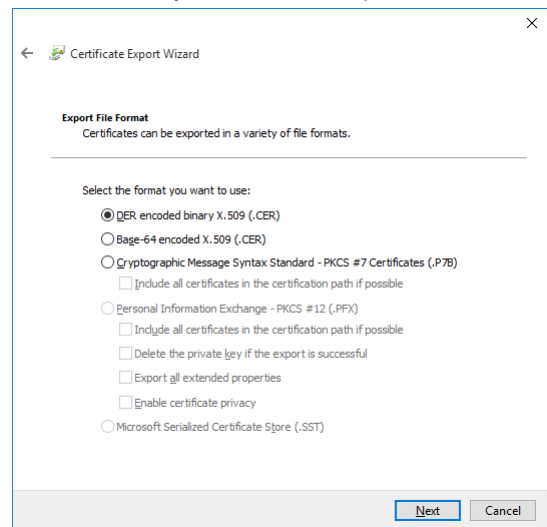 Certificate Export Wizard
Export File Format
Certificates can be exported in a variety of file formats.
Select the format you want to use:
DER encoded binary X.509 (.CER)
Base-64 encoded X.509 (.CER)
Cryptographic Message Syntax Standard - PKCS #7 Certificates (.P7B)
Include all certificates in the certification path if possible
Personal Information Exchange - PKCS #12 (.PFX)
Include all certificates in the certification path if possible
Delete the private key if the export is successful
Export all extended properties
Enable certificate privacy
Microsoft Serialized Certificate Store (.SST)
Next Cancel